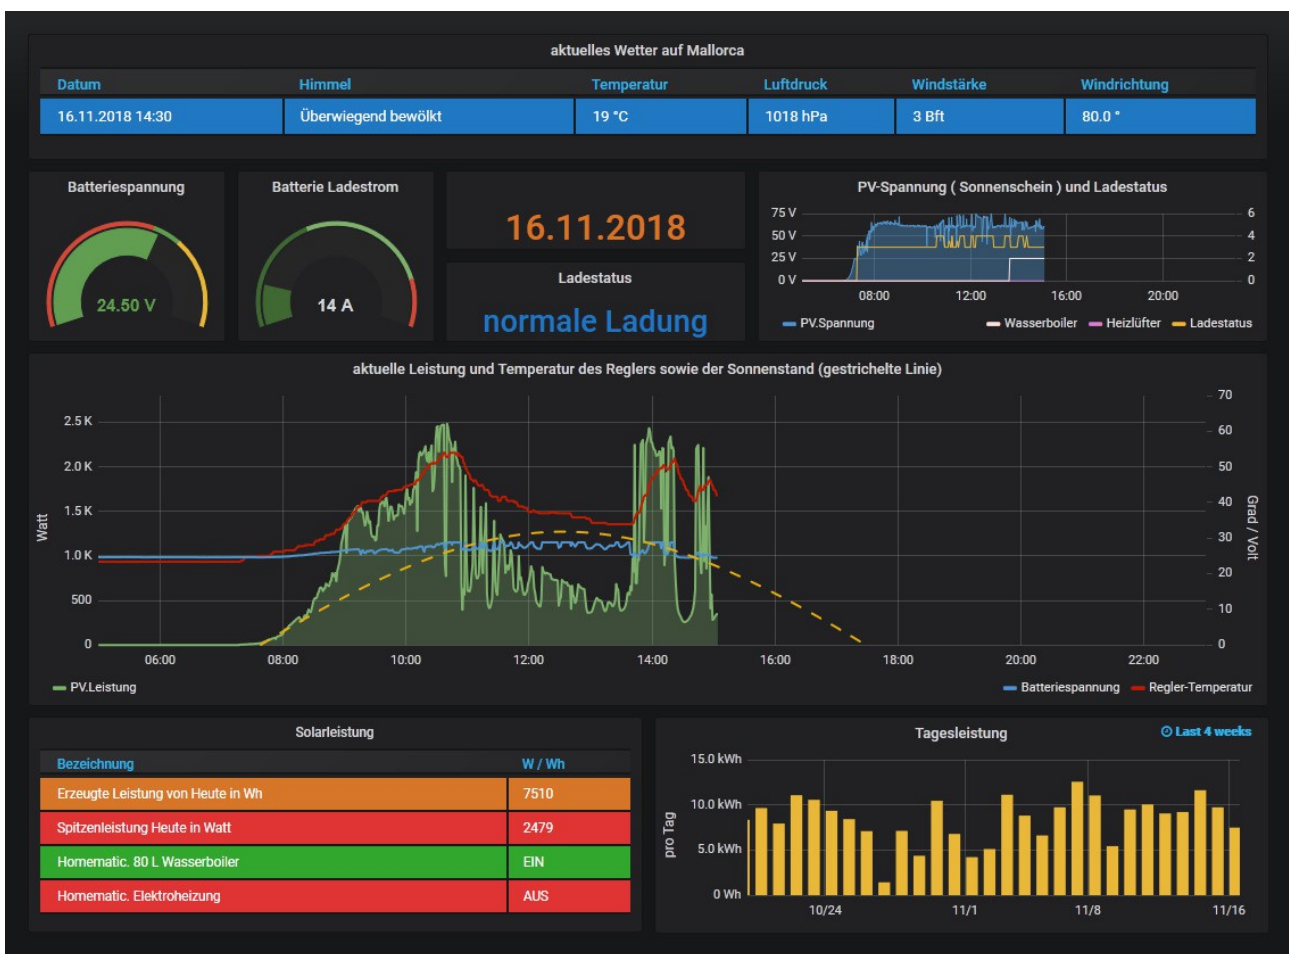 aktuelles Wetter auf Mallorca
Datum Himmel Temperatur Luftdruck Windstärke Windrichtung
16.11.2018 14:30 Überwiegend bewölkt 19 °C 1018 hPa 3 Bft 80.0 °
Batteriespannung
24.50 V
Batterie Ladestrom
14 A
16.11.2018
Ladestatus
normale Ladung
PV-Spannung ( Sonnenschein ) und Ladestatus
75 V 6
50 V 4
25 V 2
0 V 0
08:00 12:00 16:00 20:00
PV.Spannung Wasserboiler Heizlüfter Ladestatus
aktuelle Leistung und Temperatur des Reglers sowie der Sonnenstand (gestrichelte Linie)
70
2.5 K
60
2.0 K 50
1.5 K 40
Watt
Grad / Volt
30
1.0 K
20
500
10
0 0
06:00 08:00 10:00 12:00 14:00 16:00 18:00 20:00 22:00
PV.Leistung Batteriespannung Regler-Temperatur
Solarleistung
Bezeichnung W / Wh
Erzeugte Leistung von Heute in Wh 7510
Spitzenleistung Heute in Watt 2479
Homematic. 80 L Wasserboiler EIN
Homematic. Elektroheizung AUS
Tagesleistung Last 4 weeks
15.0 kWh
10.0 kWh
pro Tag
5.0 kWh
0 Wh
10/24 11/1 11/8 11/16